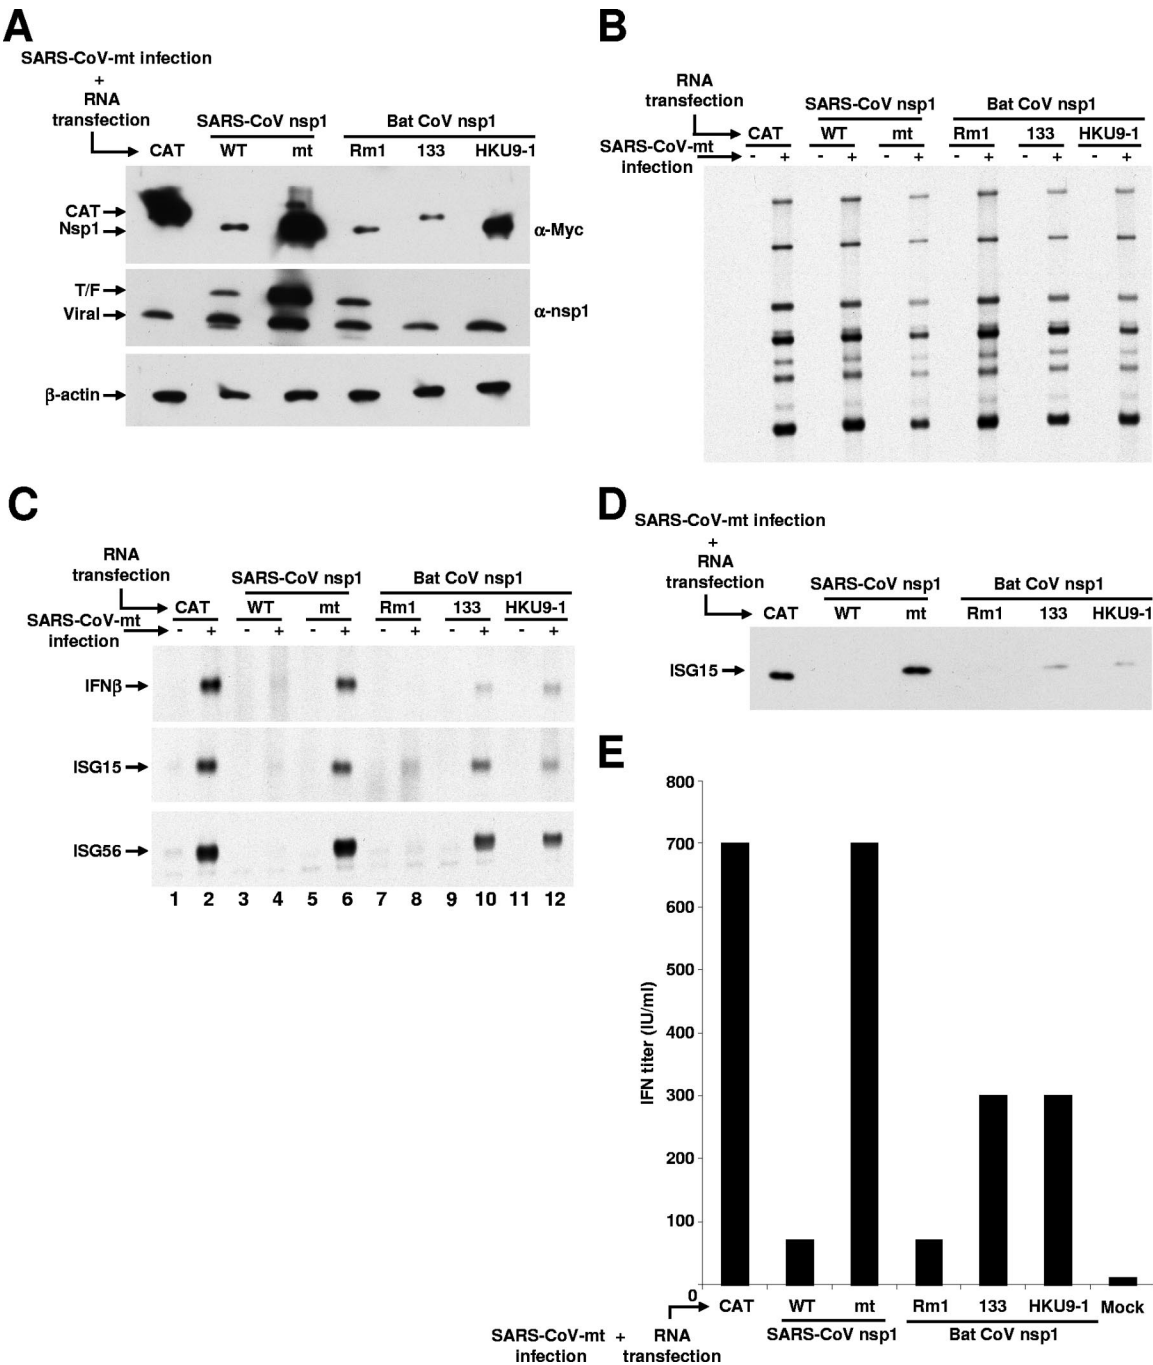 A
SARS-CoV-mt infection
+
RNA
transfection
SARS-CoV nsp1 Bat CoV nsp1
CAT WT mt Rm1 133 HKU9-1
CAT
Nsp1
α-Myc
T/F
Viral
α-nsp1
β-actin
B
RNA
transfection
SARS-CoV nsp1 Bat CoV nsp1
CAT WT mt Rm1 133 HKU9-1
SARS-CoV-mt
infection
- + - + - + - + - + - +
C
RNA
transfection
SARS-CoV nsp1 Bat CoV nsp1
CAT WT mt Rm1 133 HKU9-1
SARS-CoV-mt
infection
- + - + - + - + - + - +
IFNβ
ISG15
ISG56
1 2 3 4 5 6 7 8 9 10 11 12
D
SARS-CoV-mt infection
+
RNA
transfection
SARS-CoV nsp1 Bat CoV nsp1
CAT WT mt Rm1 133 HKU9-1
ISG15
E
800
700
600
500
400
300
200
100
0
IFN titer (IU/ml)
CAT WT mt Rm1 133 HKU9-1 Mock
SARS-CoV-mt + RNA
infection transfection
SARS-CoV nsp1 Bat CoV nsp1